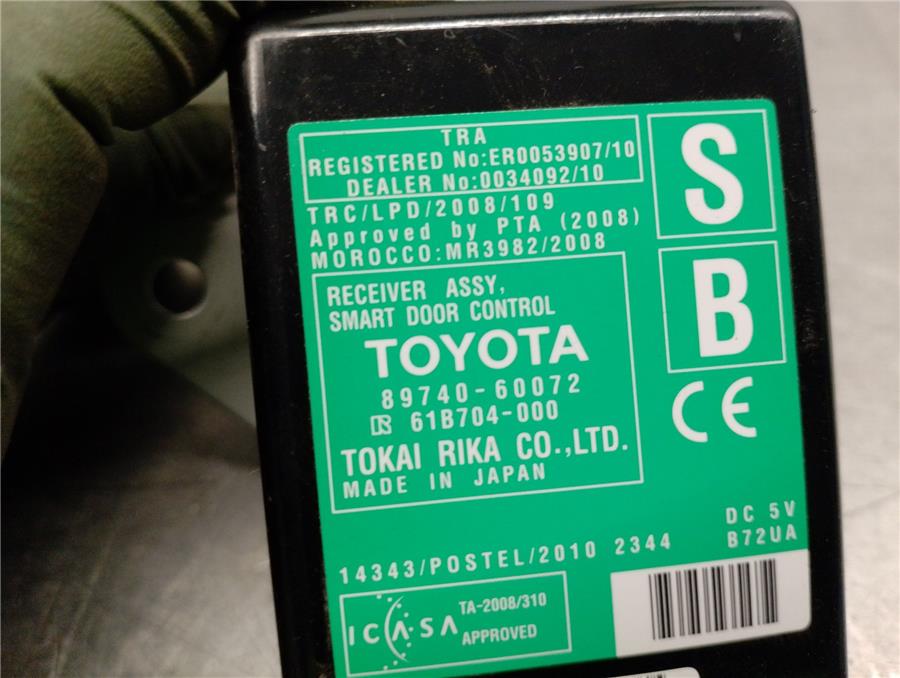 TRA
REGISTERED No:ER0053907/10
DEALER No:0034092/10
TRC/LPD/2008/109
Approved by PTA (2008)
MOROCCO:MR3982/2008
S
RECEIVER ASSY,
SMART DOOR CONTROL
TOYOTA
89740-60072
61B704-000
TOKAI RIKA CO.,LTD.
MADE IN JAPAN
B
CE
DC 5V
B72UA
14343/POSTEL/2010 2344
ICASA
TA-2008/310
APPROVED